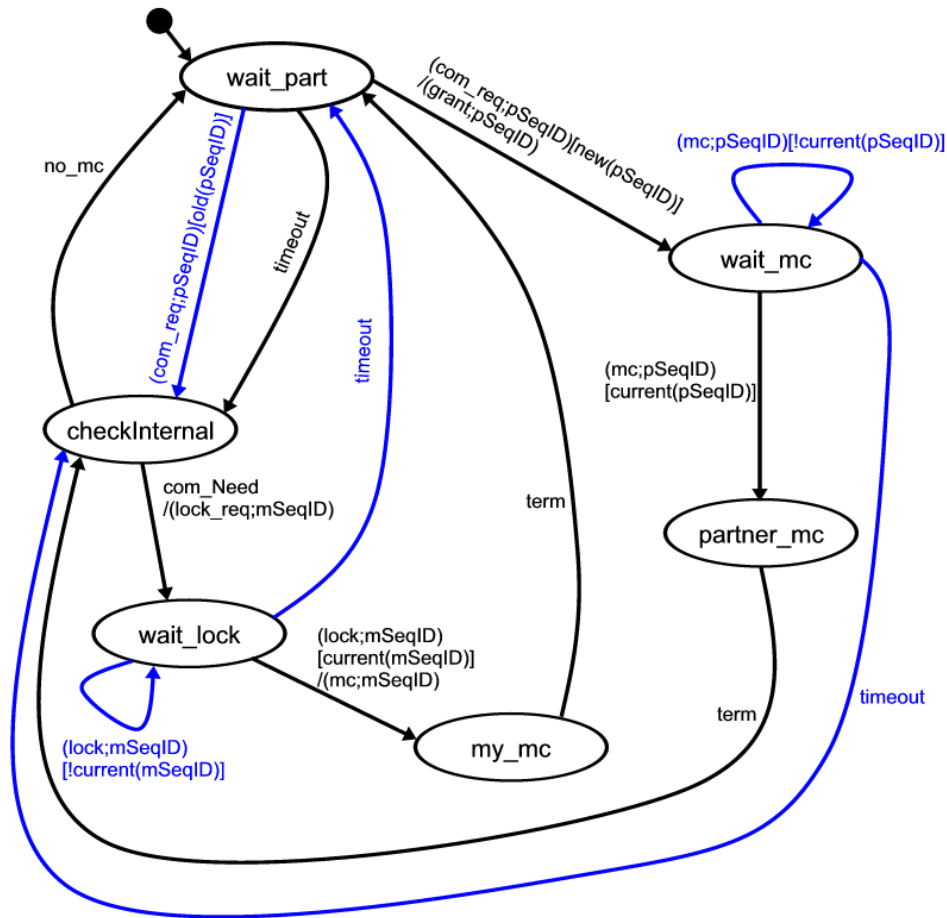 wait_part
(com_req;pSeqID)[new(pSeqID)]
/(grant;pSeqID)
(mc;pSeqID)[!current(pSeqID)]
no_mc
(com_req;pSeqID)[old(pSeqID)]
timeout
wait_mc
timeout
(mc;pSeqID)
[current(pSeqID)]
checkInternal
com_Need
/(lock_req;mSeqID)
term
partner_mc
wait_lock
(lock;mSeqID)
[current(mSeqID)]
/(mc;mSeqID)
timeout
term
(lock;mSeqID)
[!current(mSeqID)]
my_mc